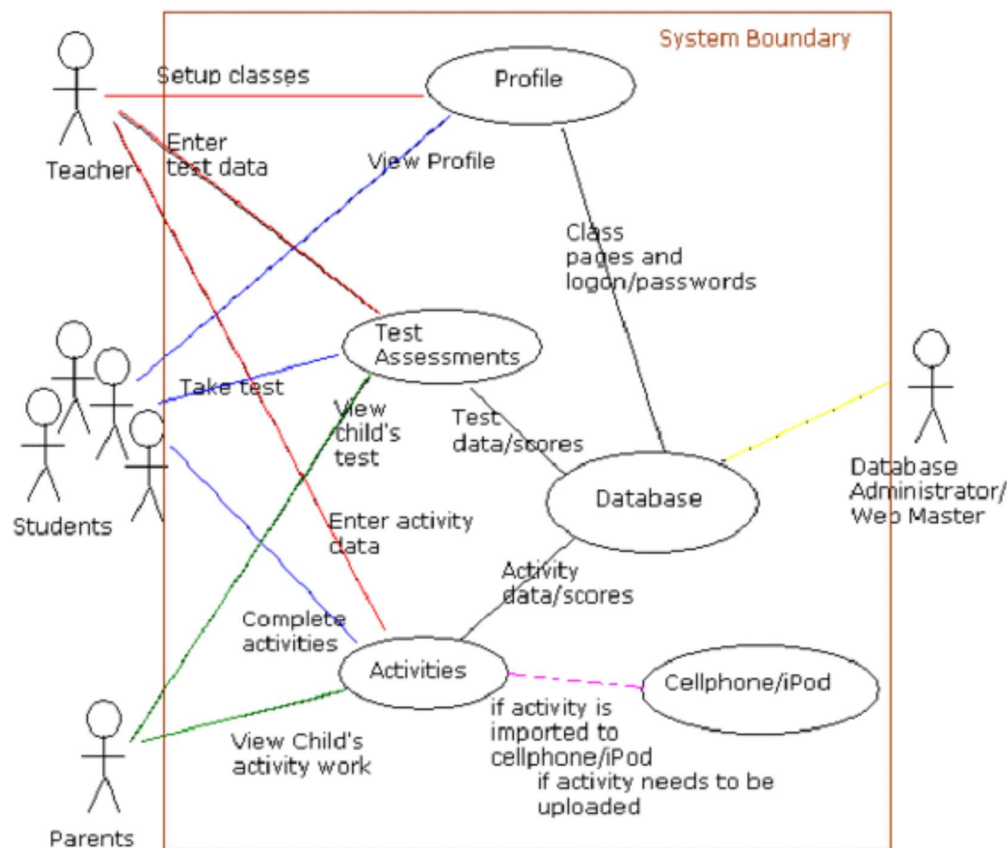 System Boundary
Setup classes
Profile
Teacher
Enter
test data
View Profile
Class
pages and
logon/passwords
Test
Assessments
Take test
View
child's
test
Test
data/scores
Students
Database
Database
Administrator/
Web Master
Enter activity
data
Activity
data/scores
Complete
activities
Activities
Cellphone/iPod
if activity is
imported to
cellphone/iPod
if activity needs to be
uploaded
View Child's
activity work
Parents